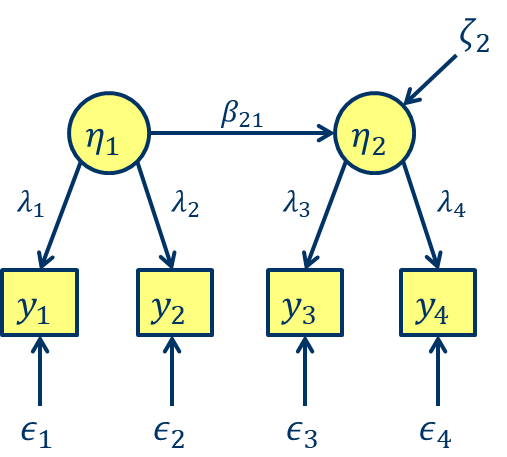 ζ₂
β₂₁
η₁ η₂
λ₁ λ₂ λ₃ λ₄
y₁ y₂ y₃ y₄
ϵ₁ ϵ₂ ϵ₃ ϵ₄